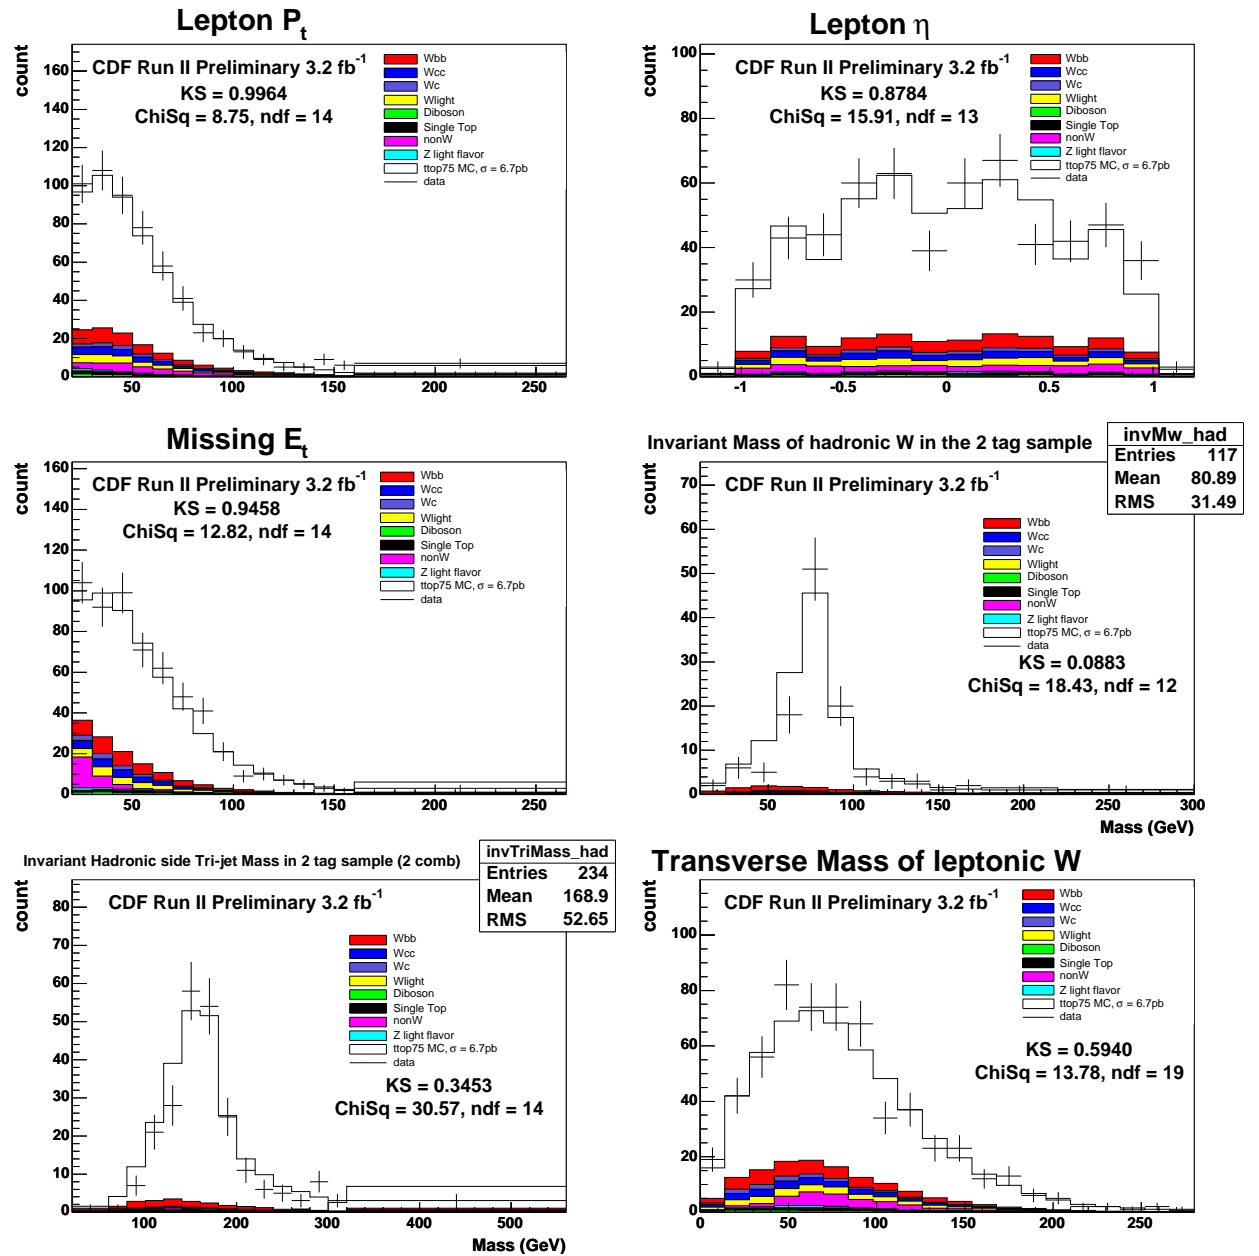 Lepton Pt
count
160
140
120
100
80
60
40
20
0
CDF Run II Preliminary 3.2 fb-1
KS = 0.9964
ChiSq = 8.75, ndf = 14
Wbb
Wcc
Wc
Wlight
Diboson
Single Top
nonW
Z light flavor
ttop75 MC, σ = 6.7pb
data
50 100 150 200 250
Lepton η
count
100
80
60
40
20
0
CDF Run II Preliminary 3.2 fb-1
KS = 0.8784
ChiSq = 15.91, ndf = 13
Wbb
Wcc
Wc
Wlight
Diboson
Single Top
nonW
Z light flavor
ttop75 MC, σ = 6.7pb
data
-1 -0.5 0 0.5 1
Missing Et
count
160
140
120
100
80
60
40
20
0
CDF Run II Preliminary 3.2 fb-1
KS = 0.9458
ChiSq = 12.82, ndf = 14
Wbb
Wcc
Wc
Wlight
Diboson
Single Top
nonW
Z light flavor
ttop75 MC, σ = 6.7pb
data
50 100 150 200 250
Invariant Mass of hadronic W in the 2 tag sample
invMw_had
Entries 117
Mean 80.89
RMS 31.49
count
70
60
50
40
30
20
10
0
CDF Run II Preliminary 3.2 fb-1
Wbb
Wcc
Wc
Wlight
Diboson
Single Top
nonW
Z light flavor
ttop75 MC, σ = 6.7pb
data
KS = 0.0883
ChiSq = 18.43, ndf = 12
50 100 150 200 250 300
Mass (GeV)
Invariant Hadronic side Tri-jet Mass in 2 tag sample (2 comb)
invTriMass_had
Entries 234
Mean 168.9
RMS 52.65
count
80
70
60
50
40
30
20
10
0
CDF Run II Preliminary 3.2 fb-1
Wbb
Wcc
Wc
Wlight
Diboson
Single Top
nonW
Z light flavor
ttop75 MC, σ = 6.7pb
data
KS = 0.3453
ChiSq = 30.57, ndf = 14
100 200 300 400 500
Mass (GeV)
Transverse Mass of leptonic W
count
100
80
60
40
20
0
CDF Run II Preliminary 3.2 fb-1
Wbb
Wcc
Wc
Wlight
Diboson
Single Top
nonW
Z light flavor
ttop75 MC, σ = 6.7pb
data
KS = 0.5940
ChiSq = 13.78, ndf = 19
0 50 100 150 200 250